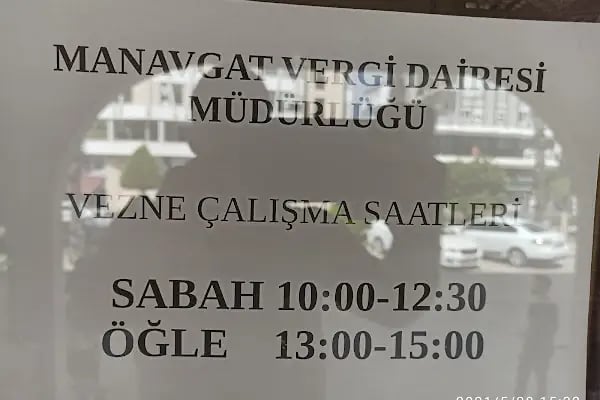 MANAVGAT VERGİ DAİRESİ
MÜDÜRLÜĞÜ
VEZNE ÇALIŞMA SAATLERİ
SABAH 10:00-12:30
ÖĞLE 13:00-15:00